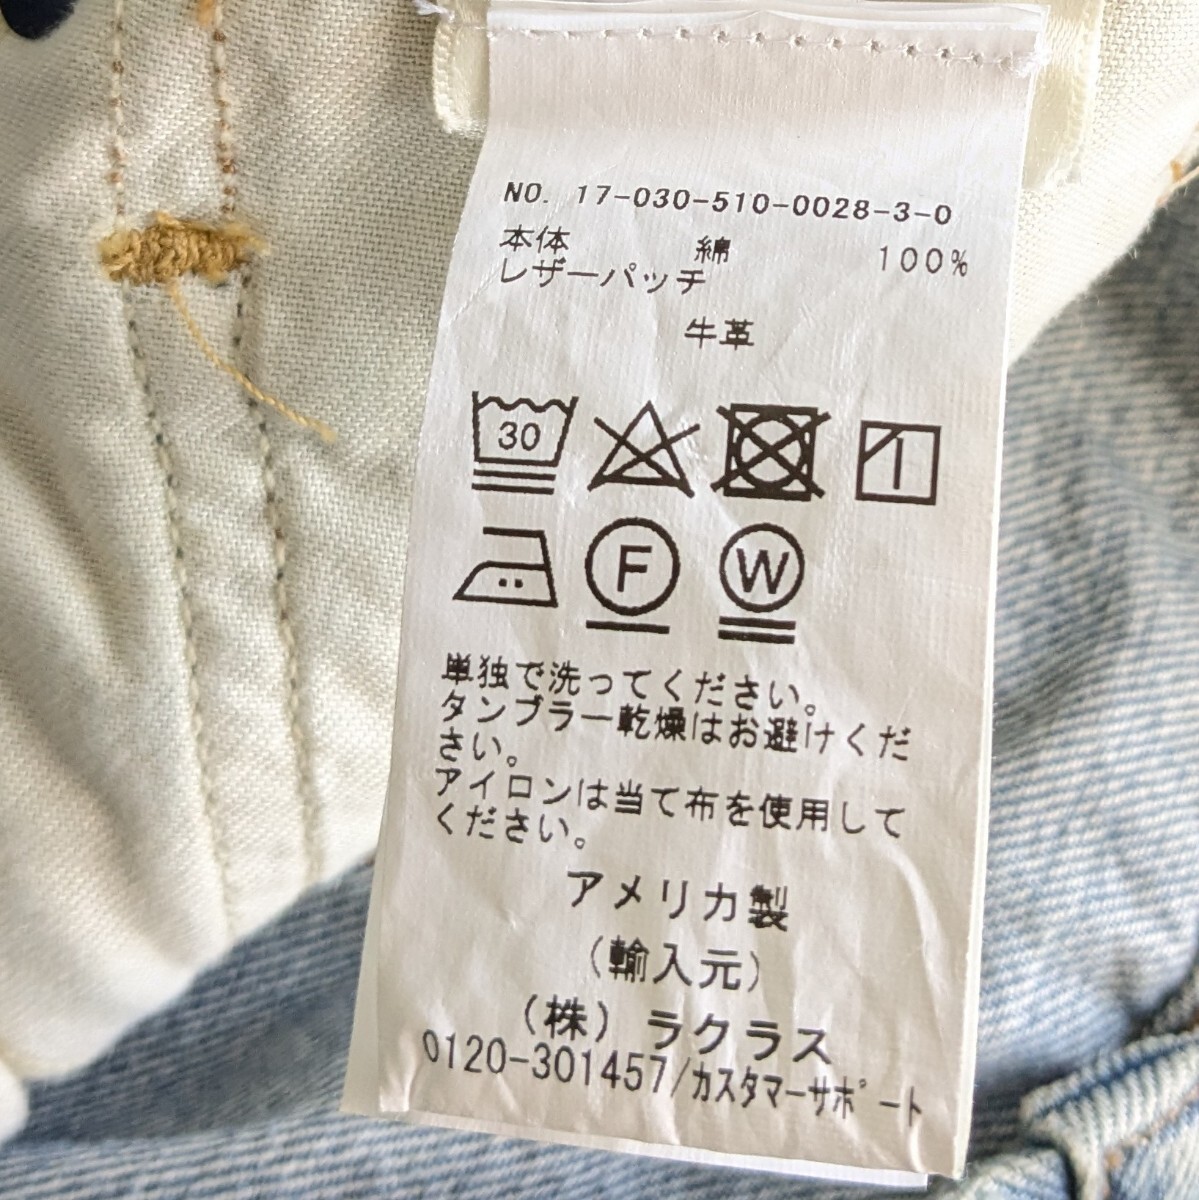 NO. 17-030-510-0028-3-0
本体 綿 100%
レザーパッチ
牛革
30
F W
単独で洗ってください。
タンブラー乾燥はお避けくだ
さい。
アイロンは当て布を使用して
ください。
アメリカ製
(輸入元)
(株)ラクラス
0120-301457/カスタマーサポート